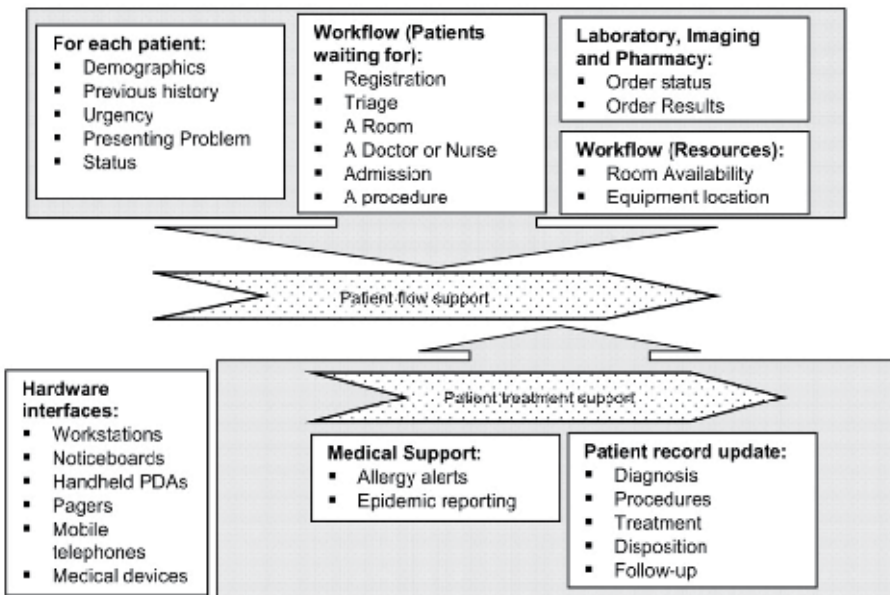 For each patient:
▪ Demographics
▪ Previous history
▪ Urgency
▪ Presenting Problem
▪ Status
Workflow (Patients
waiting for):
▪ Registration
▪ Triage
▪ A Room
▪ A Doctor or Nurse
▪ Admission
▪ A procedure
Laboratory, Imaging
and Pharmacy:
▪ Order status
▪ Order Results
Workflow (Resources):
▪ Room Availability
▪ Equipment location
Patient flow support
Patient treatment support
Hardware
interfaces:
▪ Workstations
▪ Noticeboards
▪ Handheld PDAs
▪ Pagers
▪ Mobile
telephones
▪ Medical devices
Medical Support:
▪ Allergy alerts
▪ Epidemic reporting
Patient record update:
▪ Diagnosis
▪ Procedures
▪ Treatment
▪ Disposition
▪ Follow-up